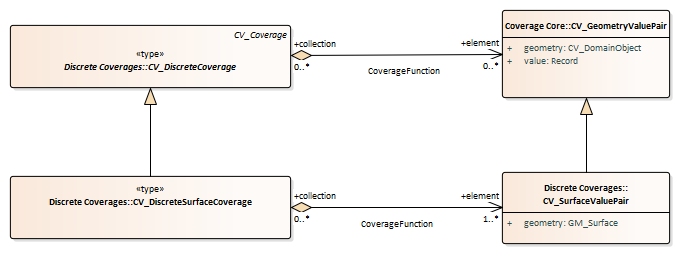 CV_Coverage
«type»
Discrete Coverages::CV_DiscreteCoverage
+collection
0..*
CoverageFunction
+element
0..*
Coverage Core::CV_GeometryValuePair
+ geometry: CV_DomainObject
+ value: Record
«type»
Discrete Coverages::CV_DiscreteSurfaceCoverage
+collection
0..*
CoverageFunction
+element
1..*
Discrete Coverages::
CV_SurfaceValuePair
+ geometry: GM_Surface